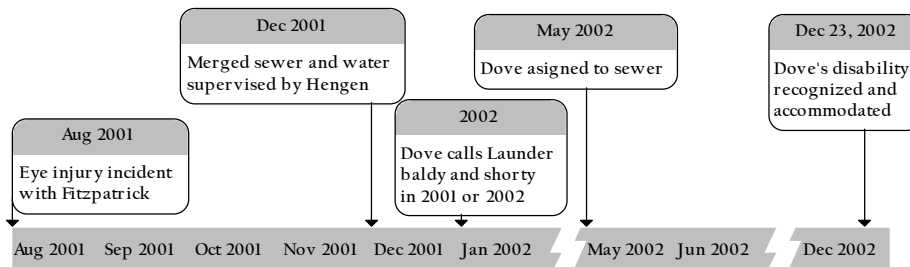 Dec 2001
Merged sewer and water
supervised by Hengen
May 2002
Dove asigned to sewer
Dec 23, 2002
Dove's disability
recognized and
accommodated
Aug 2001
Eye injury incident
with Fitzpatrick
2002
Dove calls Launder
baldy and shorty
in 2001 or 2002
Aug 2001 Sep 2001 Oct 2001 Nov 2001 Dec 2001 Jan 2002 May 2002 Jun 2002 Dec 2002